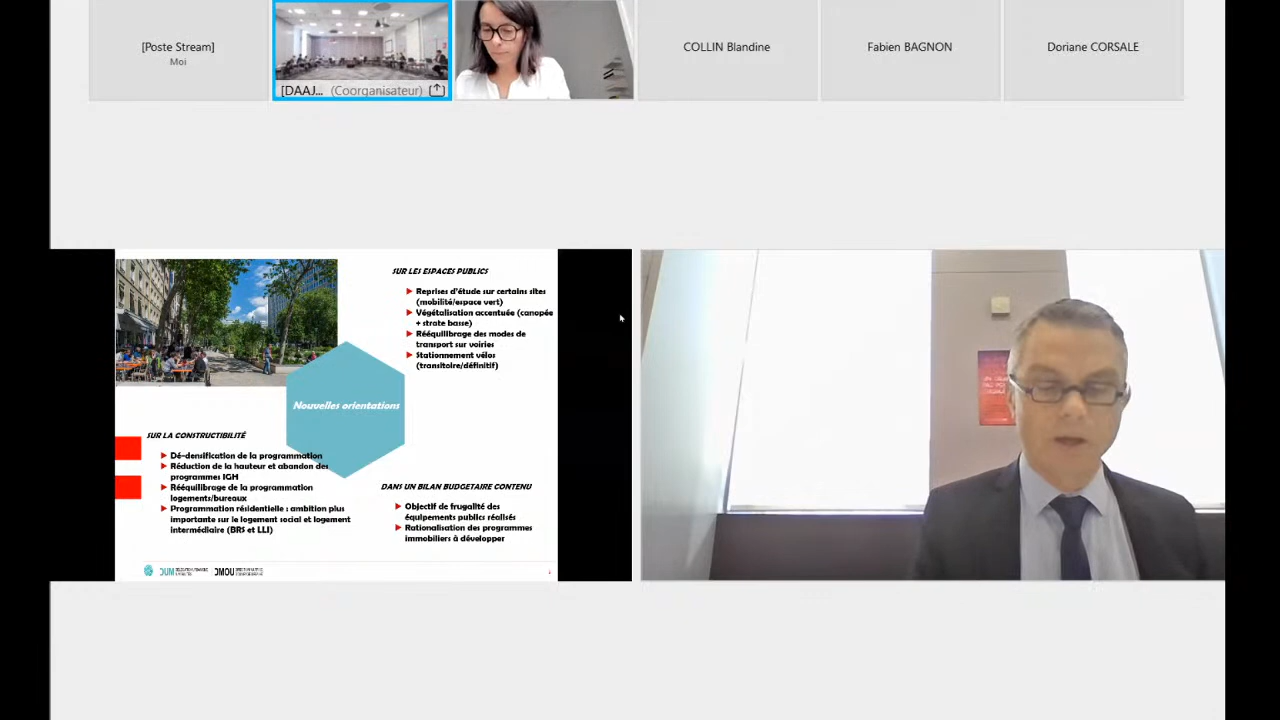 [Poste Stream]
Moi
[DAAJ... (Coorganisateur)
COLLIN Blandine
Fabien BAGNON
Doriane CORSALE
SUR LES ESPACES PUBLICS
Reprises d'étude sur certains sites
(mobilité/espace vert)
Végétalisation accentuée (canopée
+ strate basse)
Rééquilibrage des modes de
transport sur voiries
Stationnement vélos
(transitoire/définitif)
Nouvelles orientations
SUR LA CONSTRUCTIBILITÉ
Dé-densification de la programmation
Réduction de la hauteur et abandon des
programmes IGH
Rééquilibrage de la programmation
logements/bureaux
Programmation résidentielle : ambition plus
importante sur le logement social et logement
intermédiaire (BRS et LLI)
DANS UN BILAN BUDGETAIRE CONTENU
Objectif de frugalité des
équipements publics réalisés
Rationalisation des programmes
immobiliers à développer
DUM
DMOU